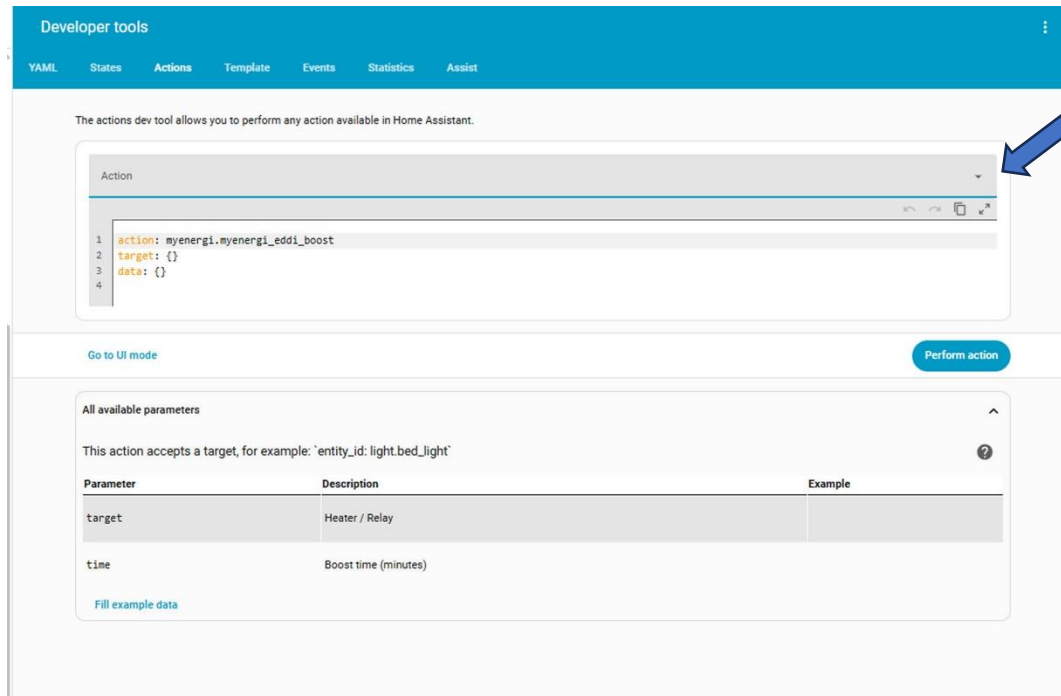 Developer tools
YAML States Actions Template Events Statistics Assist
The actions dev tool allows you to perform any action available in Home Assistant.
Action
1 action: myenergi.myenergi_eddi_boost
2 target: {}
3 data: {}
4
Go to UI mode Perform action
All available parameters
This action accepts a target, for example: `entity_id: light.bed_light`
Parameter Description Example
target Heater / Relay
time Boost time (minutes)
Fill example data